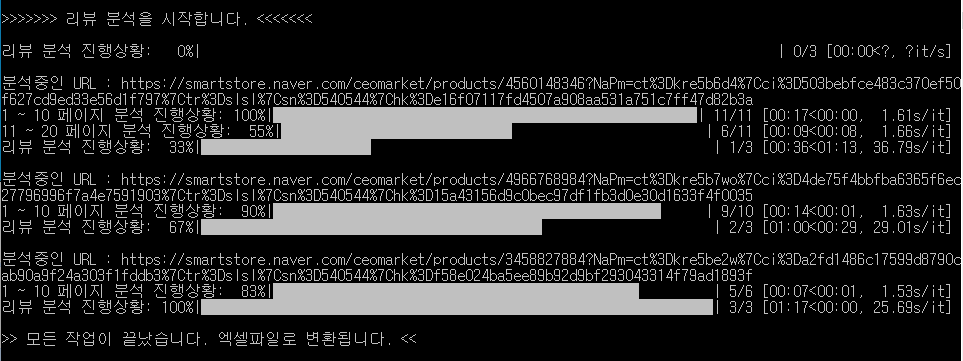 >>>>>>> 리뷰 분석을 시작합니다. <<<<<<<
리뷰 분석 진행상황:   0%|                                                                      | 0/3 [00:00<?, ?it/s]
분석중인 URL : https://smartstore.naver.com/ceomarket/products/4560148346?NaPm=ct%3Dkre5b6d4%7Cci%3D503bebfce483c370ef50
f627cd9ed33e56d1f797%7Ctr%3Dslsl%7Csn%3D540544%7Chk%3De16f07117fd4507a908aa531a751c7ff47d82b3a
1 ~ 10 페이지 분석 진행상황: 100%|| 11/11 [00:17<00:00,  1.61s/it]
11 ~ 20 페이지 분석 진행상황:  55%|| 6/11 [00:09<00:08,  1.66s/it]
리뷰 분석 진행상황:  33%|| 1/3 [00:36<01:13, 36.79s/it]
분석중인 URL : https://smartstore.naver.com/ceomarket/products/4966768984?NaPm=ct%3Dkre5b7wo%7Cci%3D4de75f4bbfba6365f6ec
27796996f7a4e7591903%7Ctr%3Dslsl%7Csn%3D540544%7Chk%3D15a43156d9c0bec97df1fb3d0e30d1633f4f0035
1 ~ 10 페이지 분석 진행상황:  90%|| 9/10 [00:14<00:01,  1.63s/it]
리뷰 분석 진행상황:  67%|| 2/3 [01:00<00:29, 29.01s/it]
분석중인 URL : https://smartstore.naver.com/ceomarket/products/3458827884?NaPm=ct%3Dkre5be2w%7Cci%3Da2fd1486c17599d8790c
ab90a9f24a303f1fddb3%7Ctr%3Dslsl%7Csn%3D540544%7Chk%3Df58e024ba5ee89b92d9bf293043314f79ad1893f
1 ~ 10 페이지 분석 진행상황:  83%|| 5/6 [00:07<00:01,  1.53s/it]
리뷰 분석 진행상황: 100%|| 3/3 [01:17<00:00, 25.69s/it]
>> 모든 작업이 끝났습니다. 엑셀파일로 변환됩니다. <<